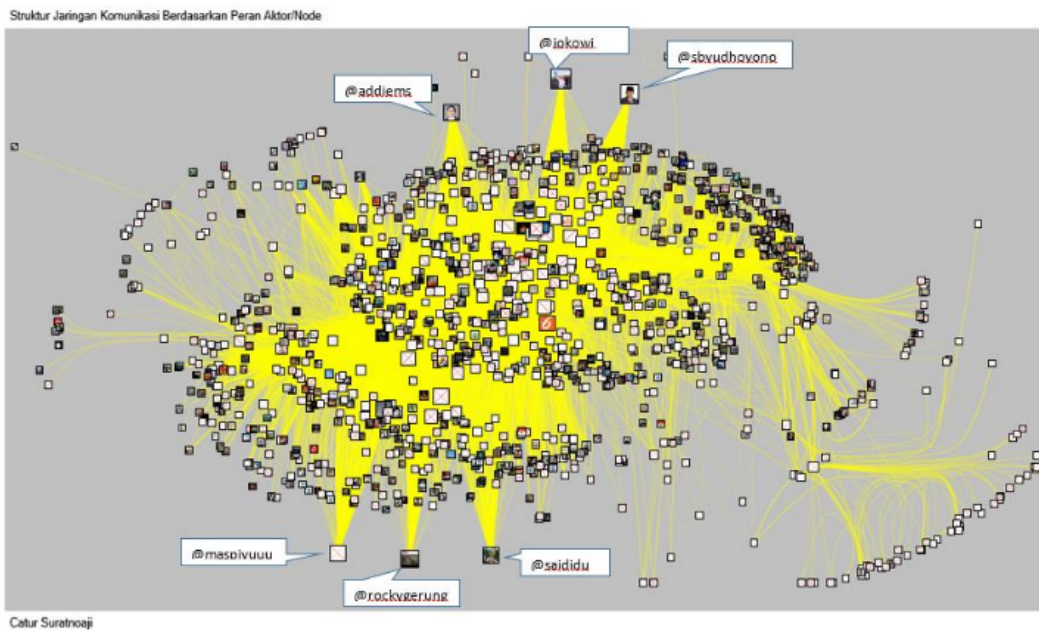 Struktur Jaringan Komunikasi Berdasarkan Peran Aktor/Node
@jokowi
@sbyudhoyono
@addiems
@maspiyuuu
@saididu
@rockygerung
Catur Suratnoaji